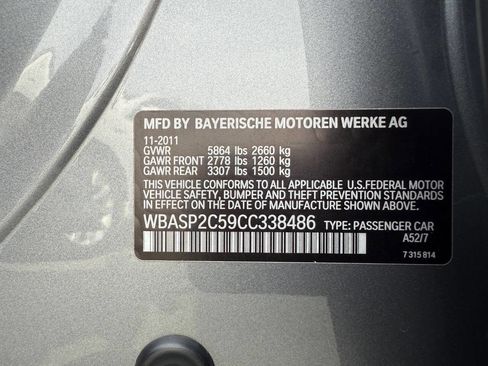 MFD BY BAYERISCHE MOTOREN WERKE AG
11-2011
GVWR 5864 lbs 2660 kg
GAWR FRONT 2778 lbs 1260 kg
GAWR REAR 3307 lbs 1500 kg
THIS VEHICLE CONFORMS TO ALL APPLICABLE U.S.FEDERAL MOTOR
VEHICLE SAFETY, BUMPER, AND THEFT PREVENTION STANDARDS
IN EFFECT ON THE DATE OF MANUFACTURE SHOWN ABOVE.
WBASP2C59CC338486
TYPE: PASSENGER CAR
A52/7
7 315 814